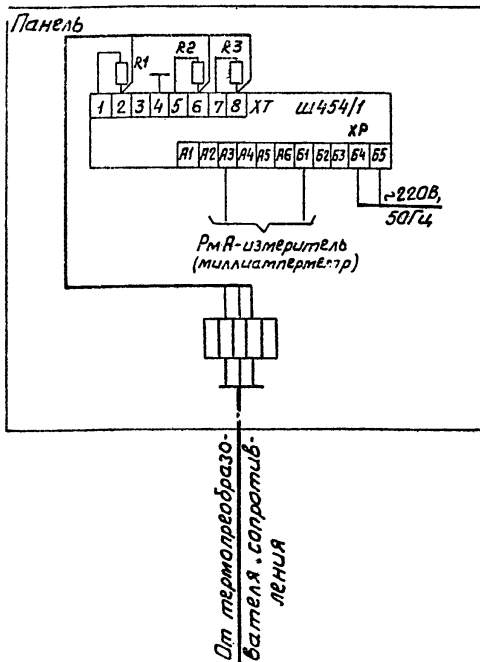 Панель
R1 R2 R3
1 2 3 4 5 6 7 8 XT Ш454/1
XP
А1 А2 А3 А4 А5 А6 Б1 Б2 Б3 Б4 Б5
~220В,
50Гц
РmА-измеритель
(миллиамперметр)
От термопреобразо-
вателя сопротив-
ления